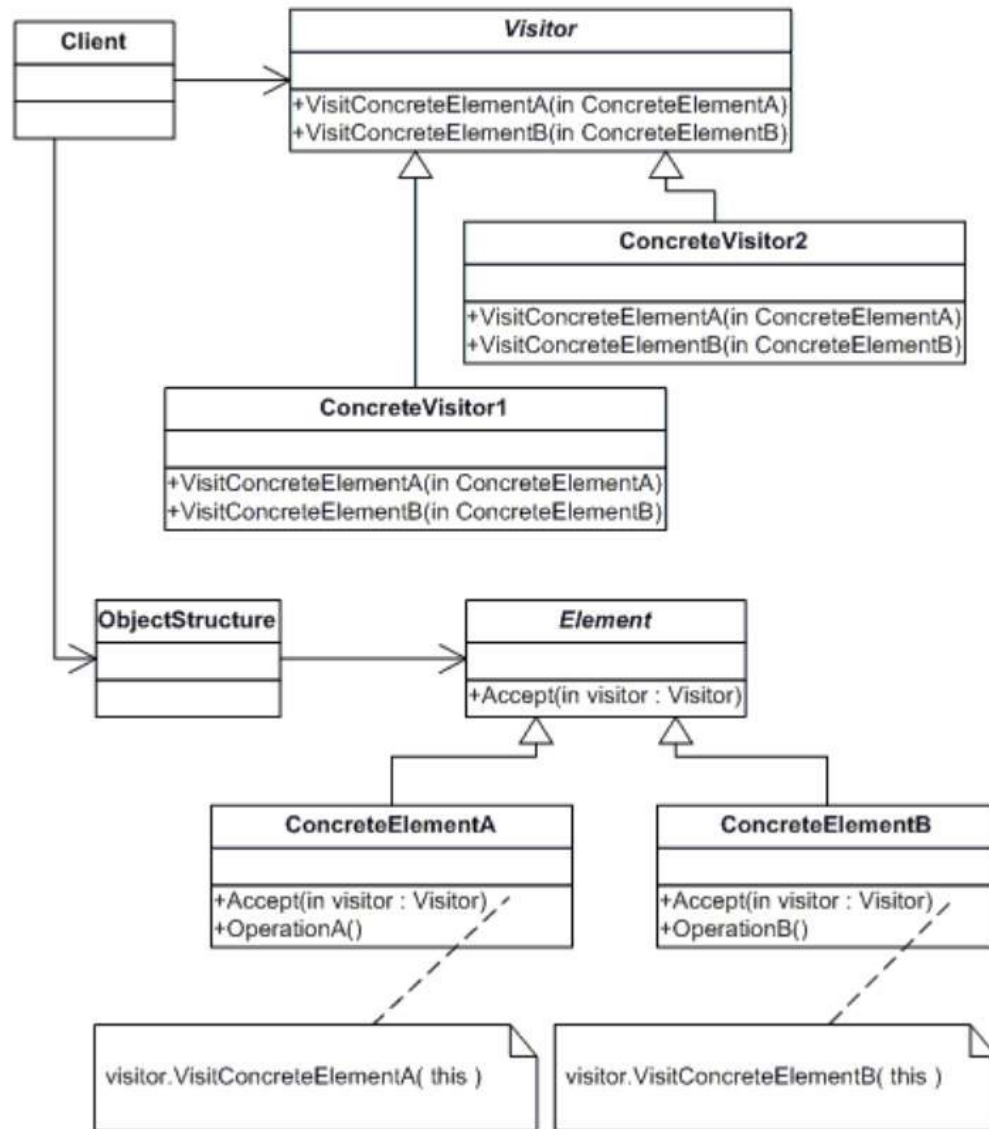 Client
Visitor
+VisitConcreteElementA(in ConcreteElementA)
+VisitConcreteElementB(in ConcreteElementB)
ConcreteVisitor2
+VisitConcreteElementA(in ConcreteElementA)
+VisitConcreteElementB(in ConcreteElementB)
ConcreteVisitor1
+VisitConcreteElementA(in ConcreteElementA)
+VisitConcreteElementB(in ConcreteElementB)
ObjectStructure
Element
+Accept(in visitor : Visitor)
ConcreteElementA
+Accept(in visitor : Visitor)
+OperationA()
ConcreteElementB
+Accept(in visitor : Visitor)
+OperationB()
visitor.VisitConcreteElementA( this )
visitor.VisitConcreteElementB( this )